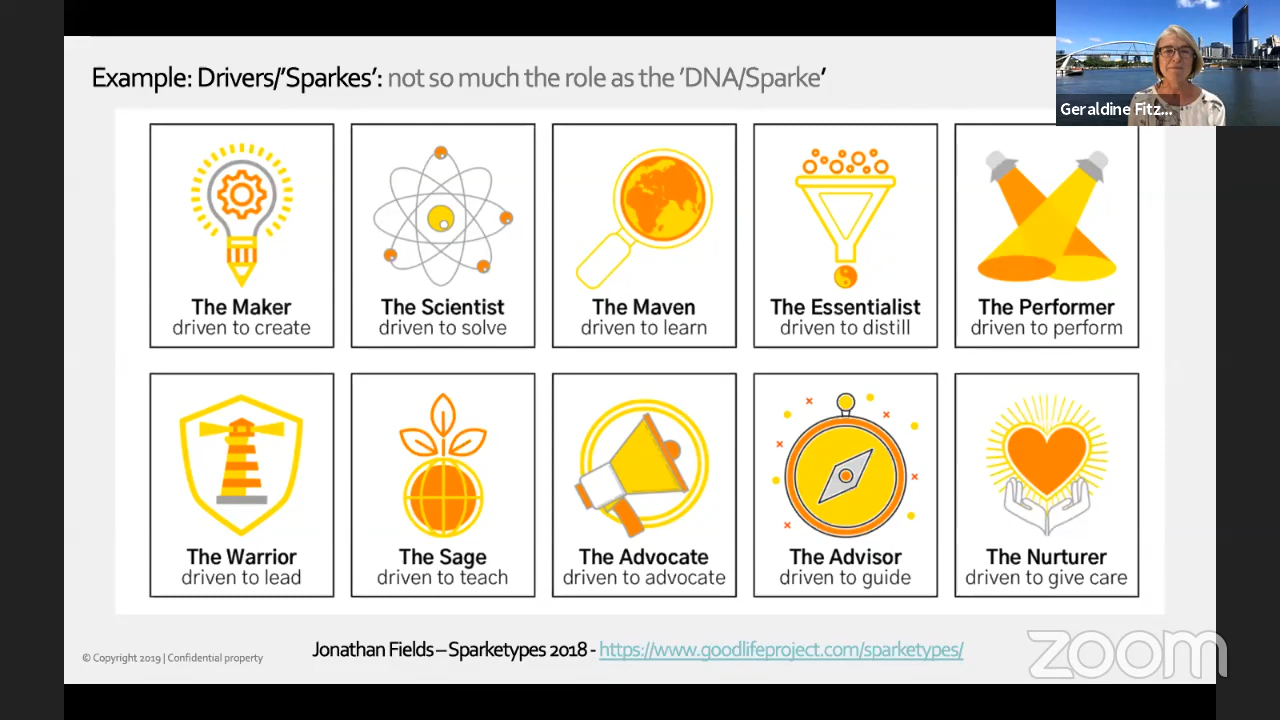 Example: Drivers/'Sparkes': not so much the role as the 'DNA/Sparke'
Geraldine Fitz...
The Maker
driven to create
The Scientist
driven to solve
The Maven
driven to learn
The Essentialist
driven to distill
The Performer
driven to perform
The Warrior
driven to lead
The Sage
driven to teach
The Advocate
driven to advocate
The Advisor
driven to guide
The Nurturer
driven to give care
© Copyright 2019 | Confidential property
Jonathan Fields – Sparketypes 2018 - https://www.goodlifeproject.com/sparketypes/
zoom